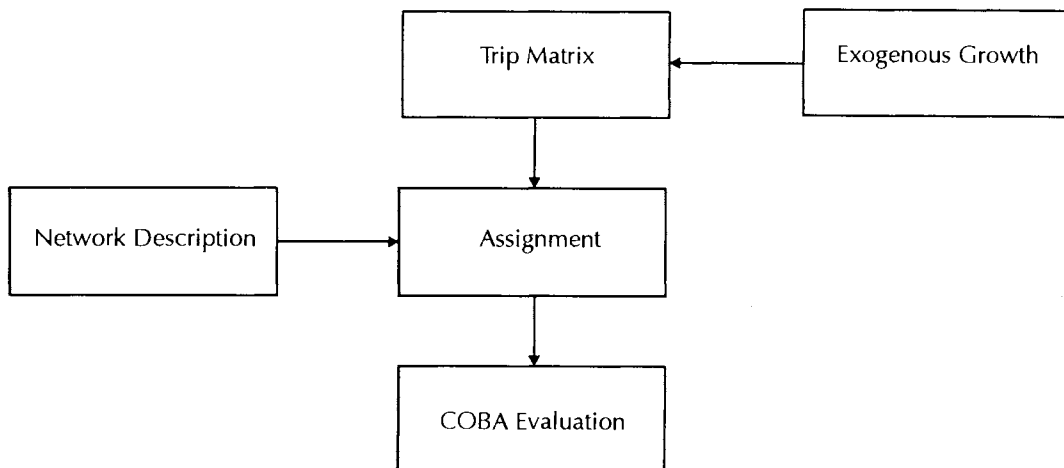 Trip Matrix
Exogenous Growth
Network Description
Assignment
COBA Evaluation